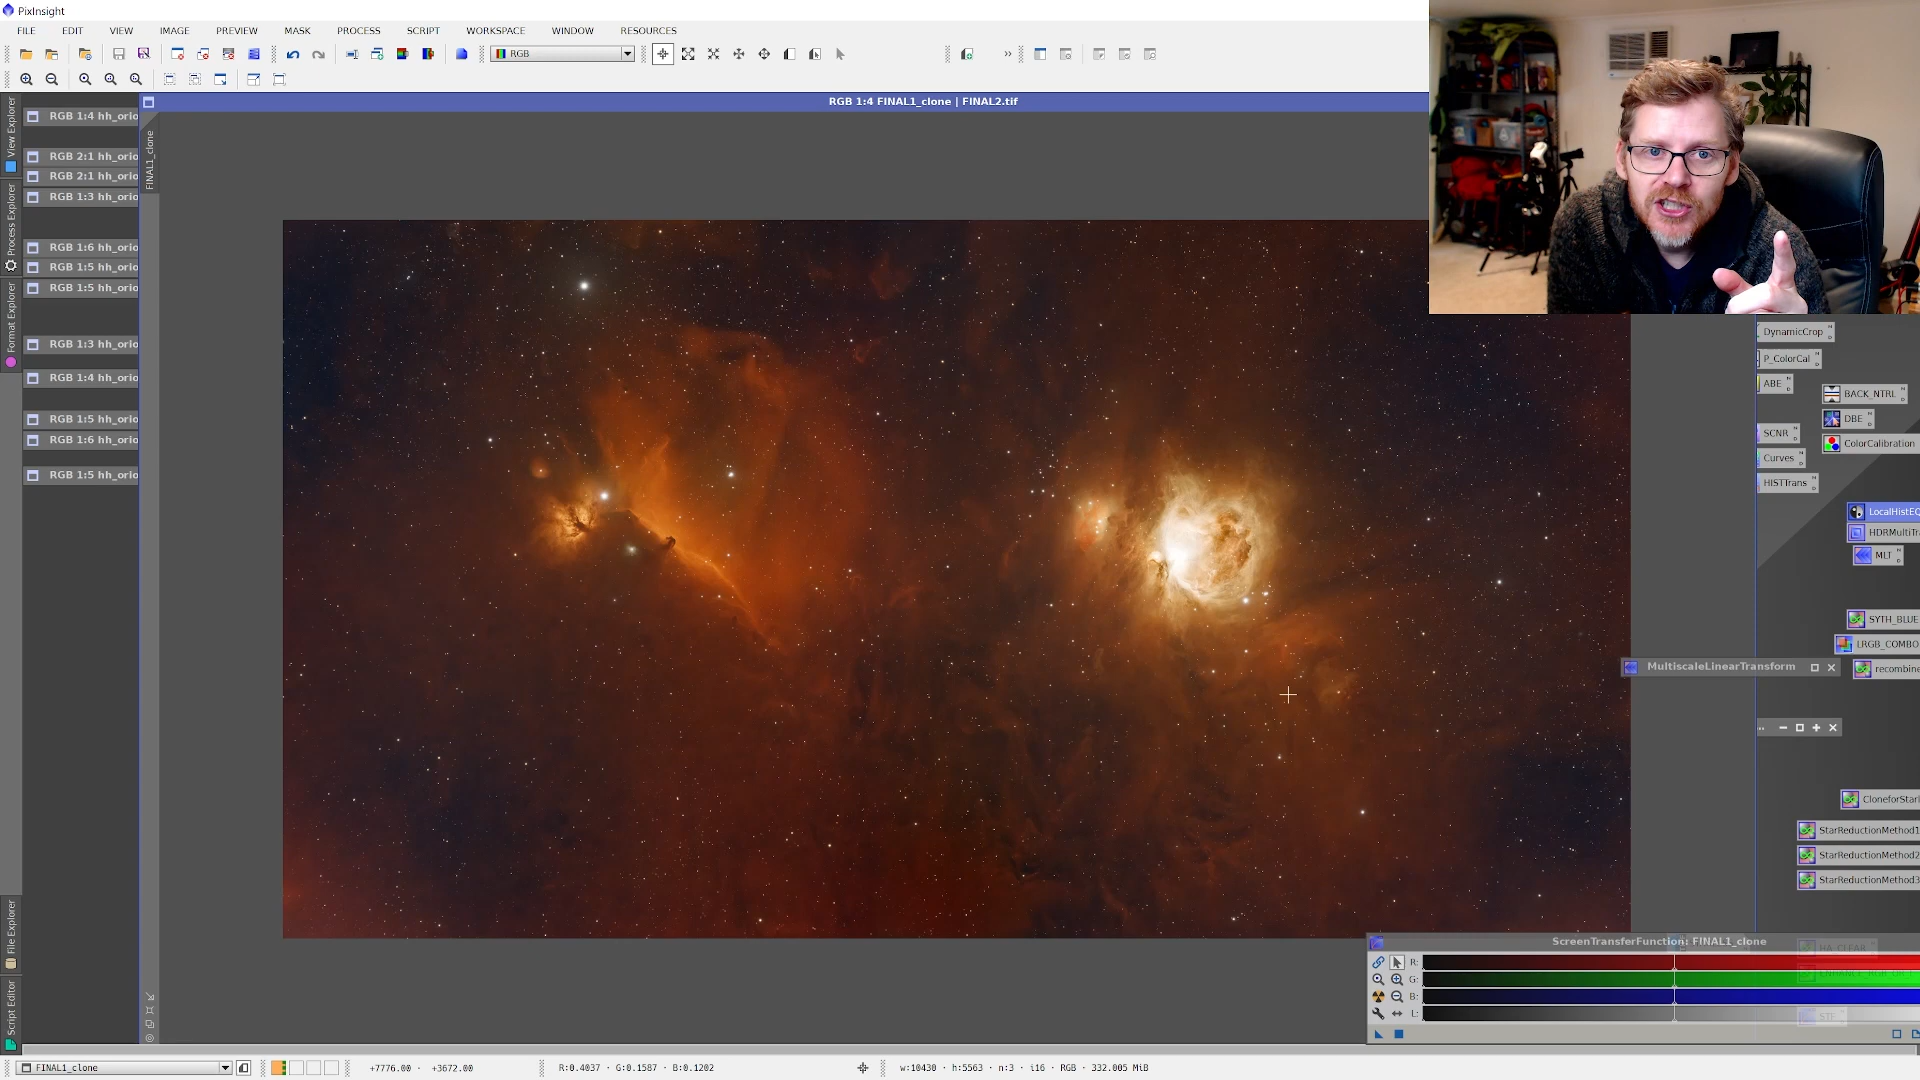 PixInsight
FILE EDIT VIEW IMAGE PREVIEW MASK PROCESS SCRIPT WORKSPACE WINDOW RESOURCES
RGB
RGB 1:4 FINAL1_clone | FINAL2.tif
View Explorer
Process Explorer
Format Explorer
File Explorer
Script Editor
RGB 1:4 hh_orio
RGB 2:1 hh_orio
RGB 2:1 hh_orio
RGB 1:3 hh_orio
RGB 1:6 hh_orio
RGB 1:5 hh_orio
RGB 1:5 hh_orio
RGB 1:3 hh_orio
RGB 1:4 hh_orio
RGB 1:5 hh_orio
RGB 1:6 hh_orio
RGB 1:5 hh_orio
FINAL1_clone
DynamicCrop
P_ColorCal
ABE
BACK_NTRL
DBE
SCNR
ColorCalibration
Curves
HISTTrans
LocalHistEQ
HDRMultiTr
MLT
SYTH_BLUE
LRGB_COMBO
MultiscaleLinearTransform
recombine
CloneforStarl
StarReductionMethod1
StarReductionMethod2
StarReductionMethod3
ScreenTransferFunction: FINAL1_clone
HA_CLEAR
R:
G:
B:
L:
STF
FINAL1_clone
+7776.00 · +3672.00
R:0.4037 · G:0.1587 · B:0.1202
w:10430 · h:5563 · n:3 · i16 · RGB · 332.005 MiB